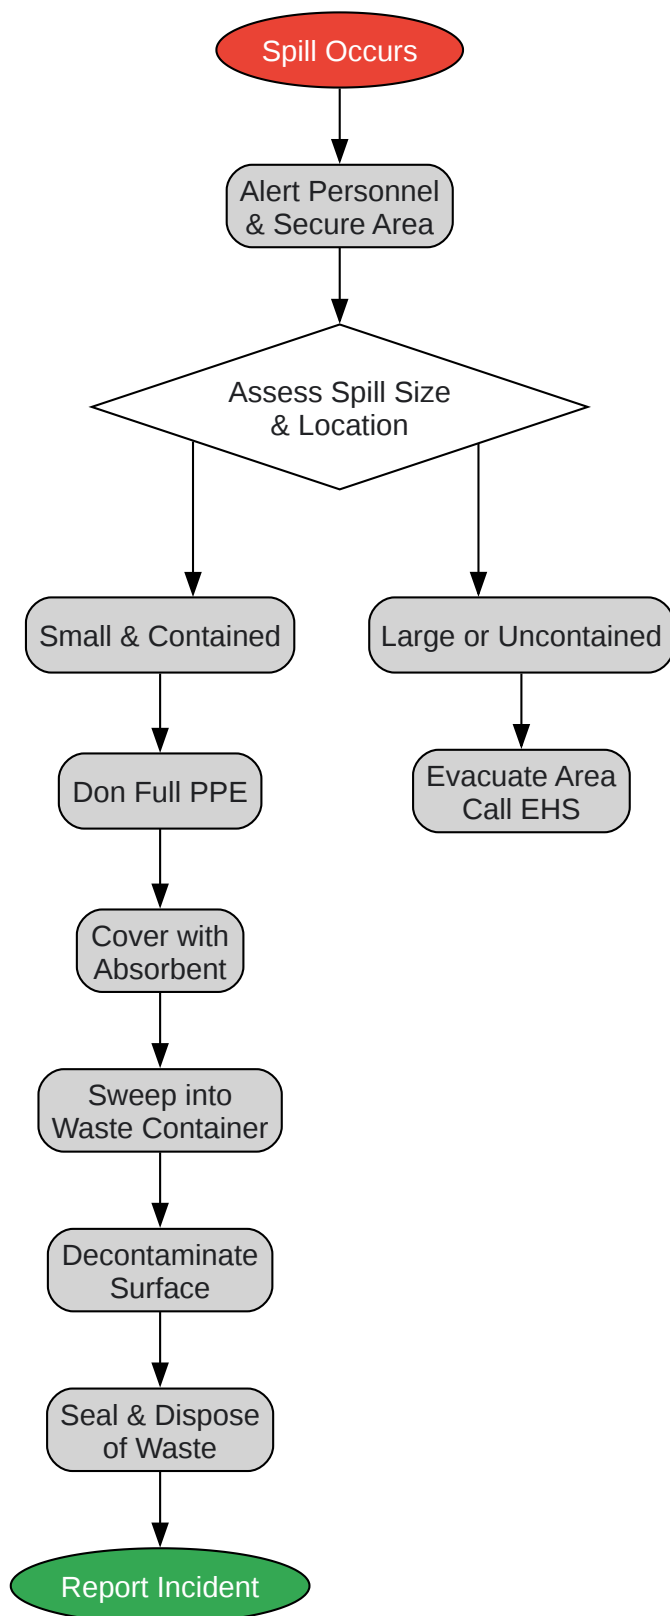 Spill Occurs
Alert Personnel
& Secure Area
Assess Spill Size
& Location
Small & Contained
Large or Uncontained
Don Full PPE
Evacuate Area
Call EHS
Cover with
Absorbent
Sweep into
Waste Container
Decontaminate
Surface
Seal & Dispose
of Waste
Report Incident